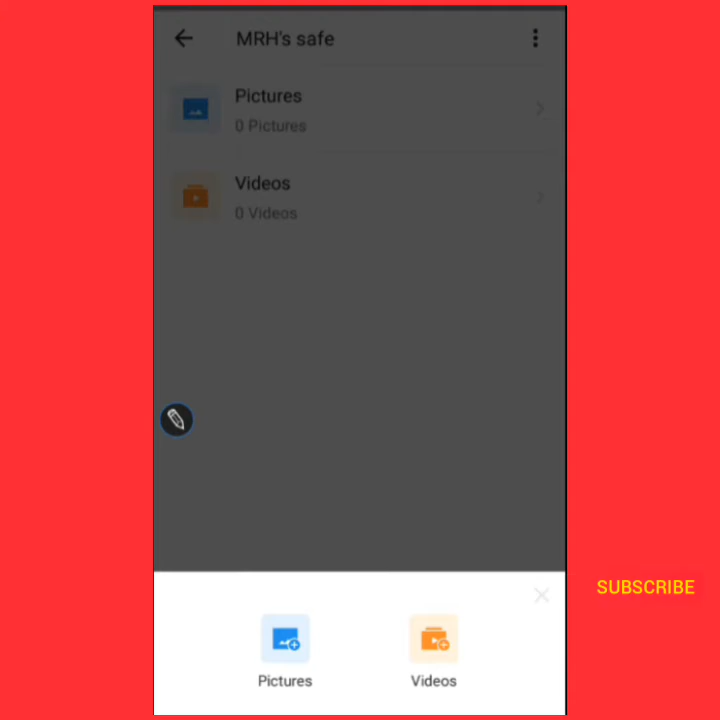 MRH's safe
Pictures
0 Pictures
Videos
0 Videos
SUBSCRIBE
Pictures
Videos